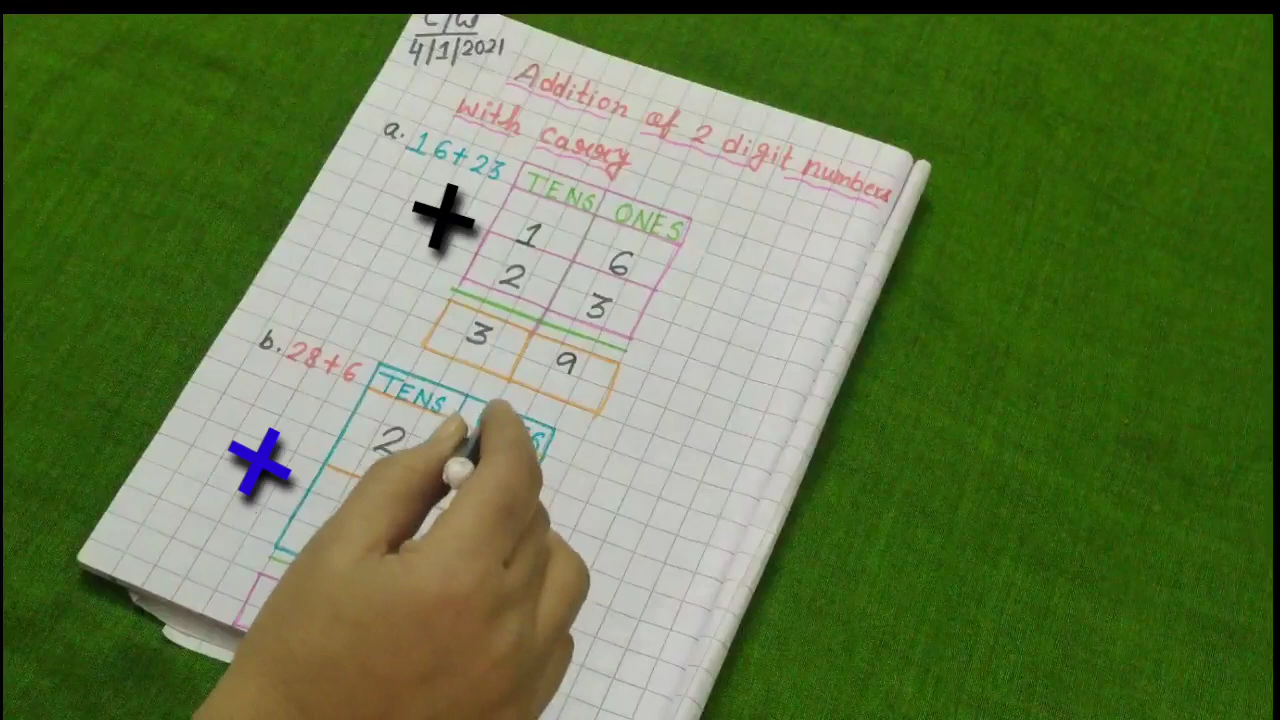 C/W
4/1/2021
Addition of 2 digit numbers
with carry
a. 16+23
TENS ONES
1 6
2 3
3 9
b. 28+6
TENS
2